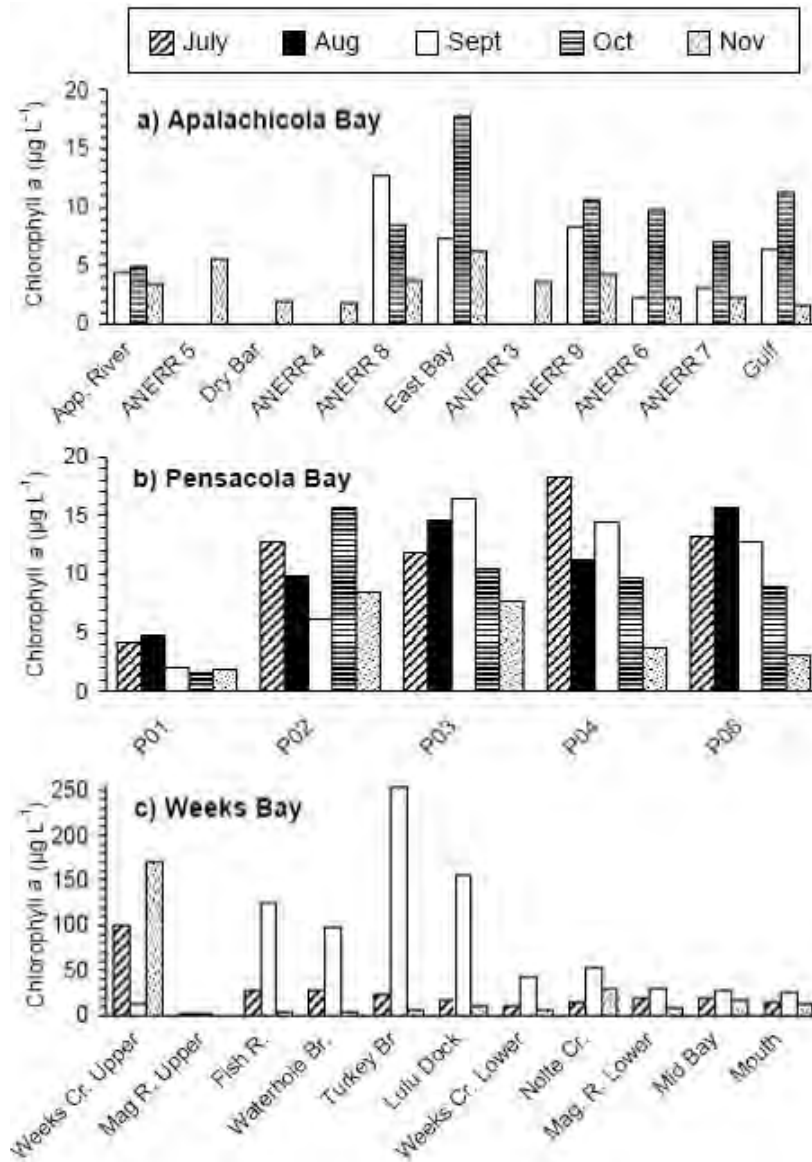 July Aug Sept Oct Nov
a) Apalachicola Bay
Chlorophyll a (µg L⁻¹)
20
15
10
5
0
App. River ANERR 5 Dry Bar ANERR 4 ANERR 8 East Bay ANERR 3 ANERR 9 ANERR 6 ANERR 7 Gulf
b) Pensacola Bay
Chlorophyll a (µg L⁻¹)
20
15
10
5
0
P01 P02 P03 P04 P05
c) Weeks Bay
Chlorophyll a (µg L⁻¹)
250
200
150
100
50
0
Weeks Cr. Upper Mag R. Upper Fish R. Waterhole Br. Turkey Br Lulu Dock Weeks Cr. Lower Nolte Cr. Mag. R. Lower Mid Bay Mouth